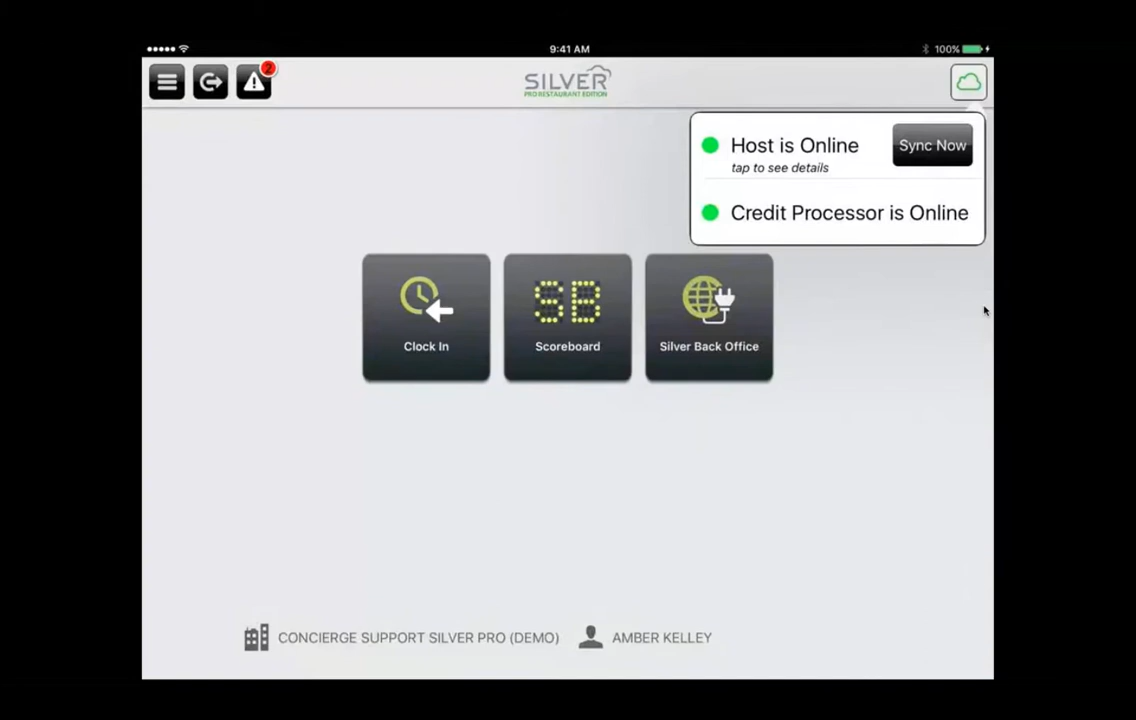 9:41 AM
100%
2
SILVER
PRO RESTAURANT EDITION
Host is Online
tap to see details
Sync Now
Credit Processor is Online
Clock In
SB
Scoreboard
Silver Back Office
CONCIERGE SUPPORT SILVER PRO (DEMO)
AMBER KELLEY